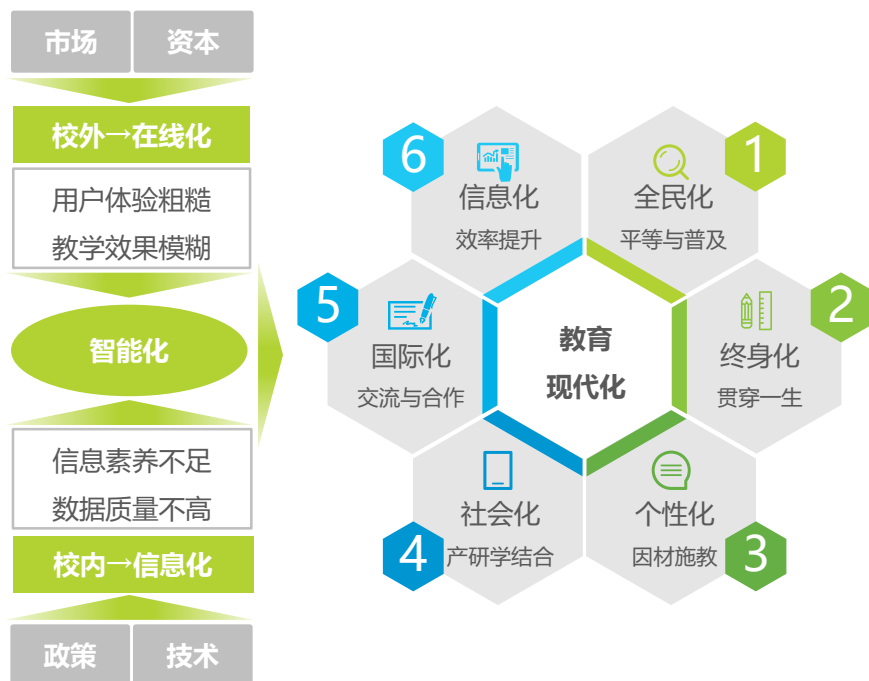 市场 资本
校外→在线化
用户体验粗糙
教学效果模糊
智能化
信息素养不足
数据质量不高
校内→信息化
政策 技术
教育
现代化
1
全民化
平等与普及
2
终身化
贯穿一生
3
个性化
因材施教
4
社会化
产研学结合
5
国际化
交流与合作
6
信息化
效率提升